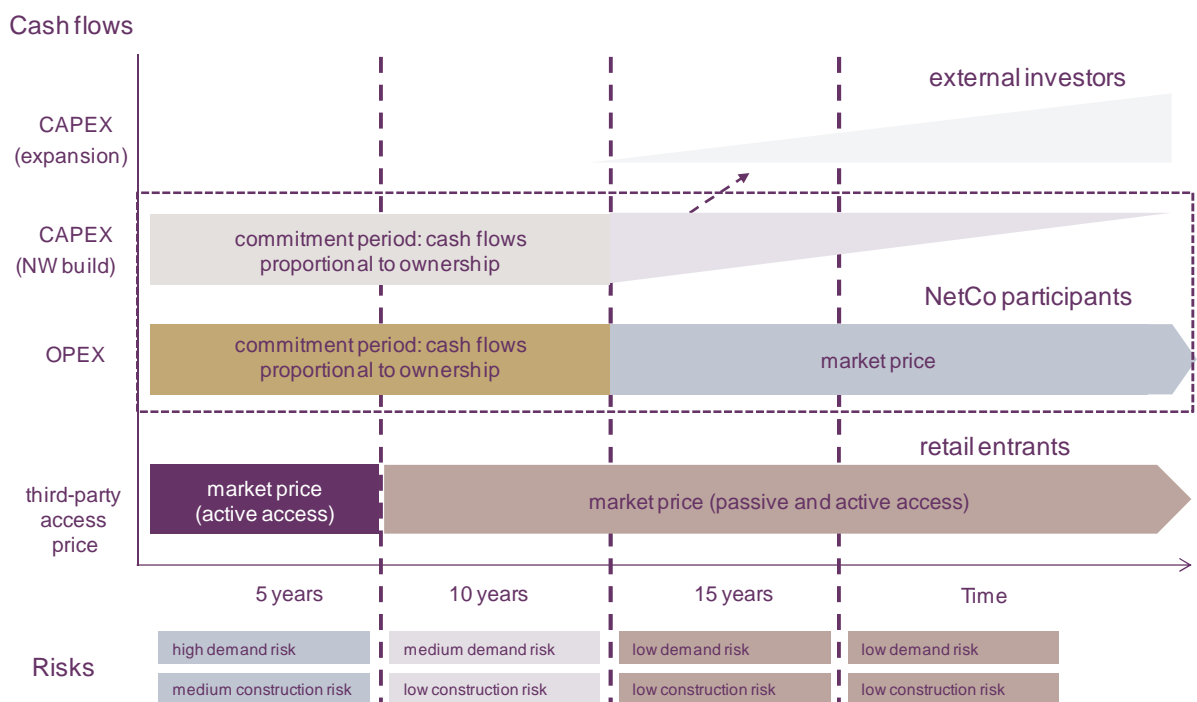 Cash flows
external investors
CAPEX
(expansion)
CAPEX
(NW build)
commitment period: cash flows
proportional to ownership
NetCo participants
OPEX
commitment period: cash flows
proportional to ownership
market price
retail entrants
third-party
access
price
market price
(active access)
market price (passive and active access)
5 years
10 years
15 years
Time
Risks
high demand risk
medium demand risk
low demand risk
low demand risk
medium construction risk
low construction risk
low construction risk
low construction risk